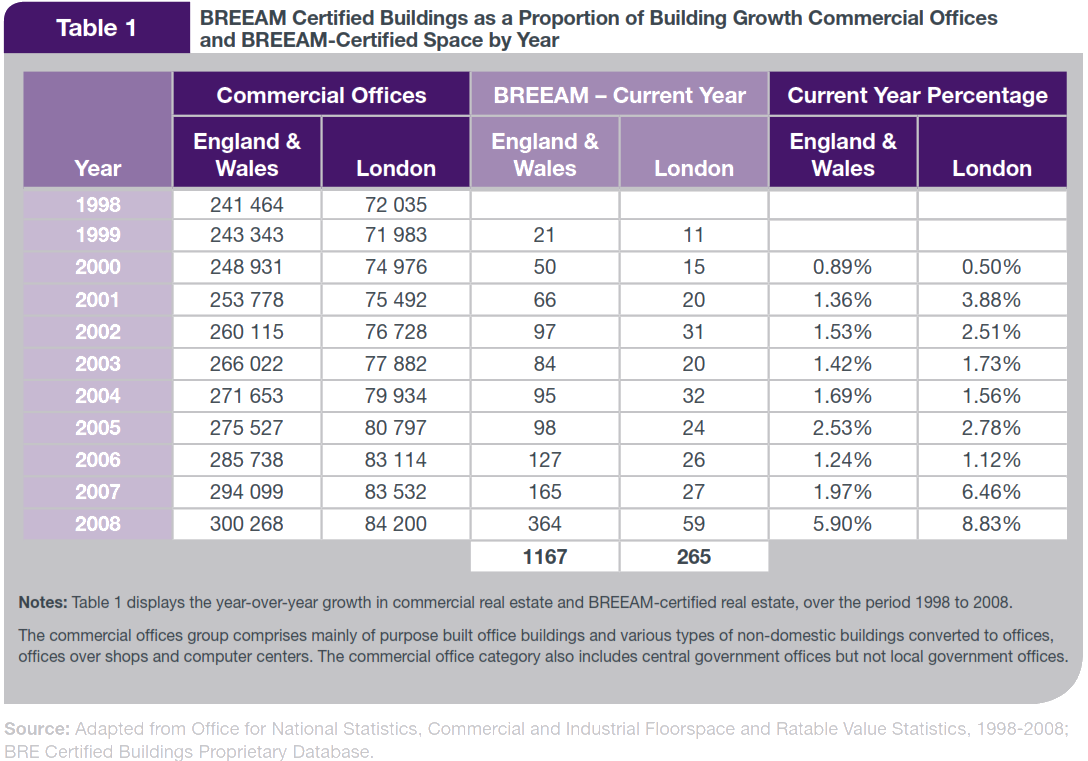 Table 1
BREEAM Certified Buildings as a Proportion of Building Growth Commercial Offices
and BREEAM-Certified Space by Year
Commercial Offices BREEAM – Current Year Current Year Percentage
Year England & Wales London England & Wales London England & Wales London
1998 241 464 72 035
1999 243 343 71 983 21 11
2000 248 931 74 976 50 15 0.89% 0.50%
2001 253 778 75 492 66 20 1.36% 3.88%
2002 260 115 76 728 97 31 1.53% 2.51%
2003 266 022 77 882 84 20 1.42% 1.73%
2004 271 653 79 934 95 32 1.69% 1.56%
2005 275 527 80 797 98 24 2.53% 2.78%
2006 285 738 83 114 127 26 1.24% 1.12%
2007 294 099 83 532 165 27 1.97% 6.46%
2008 300 268 84 200 364 59 5.90% 8.83%
1167 265
Notes: Table 1 displays the year-over-year growth in commercial real estate and BREEAM-certified real estate, over the period 1998 to 2008.
The commercial offices group comprises mainly of purpose built office buildings and various types of non-domestic buildings converted to offices,
offices over shops and computer centers. The commercial office category also includes central government offices but not local government offices.
Source: Adapted from Office for National Statistics, Commercial and Industrial Floorspace and Ratable Value Statistics, 1998-2008;
BRE Certified Buildings Proprietary Database.